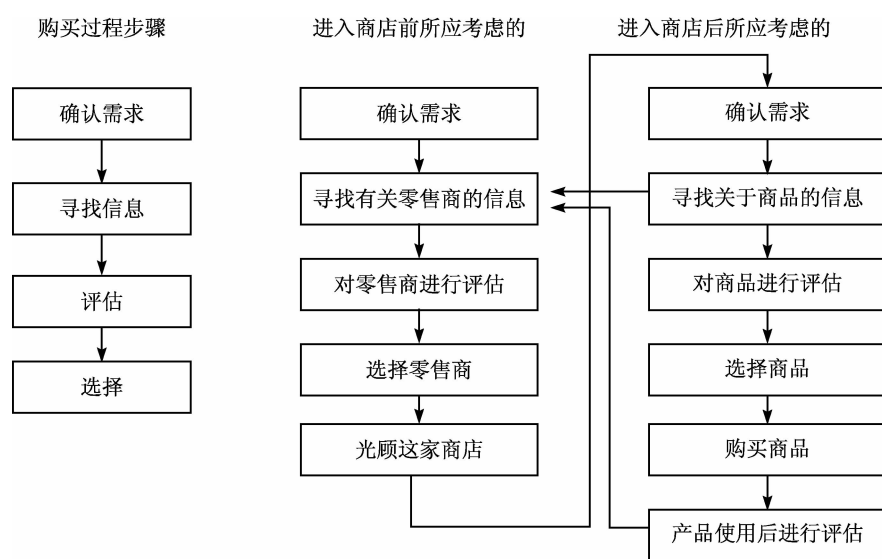 购买过程步骤
确认需求
寻找信息
评估
选择
进入商店前所应考虑的
确认需求
寻找有关零售商的信息
对零售商进行评估
选择零售商
光顾这家商店
进入商店后所应考虑的
确认需求
寻找关于商品的信息
对商品进行评估
选择商品
购买商品
产品使用后进行评估